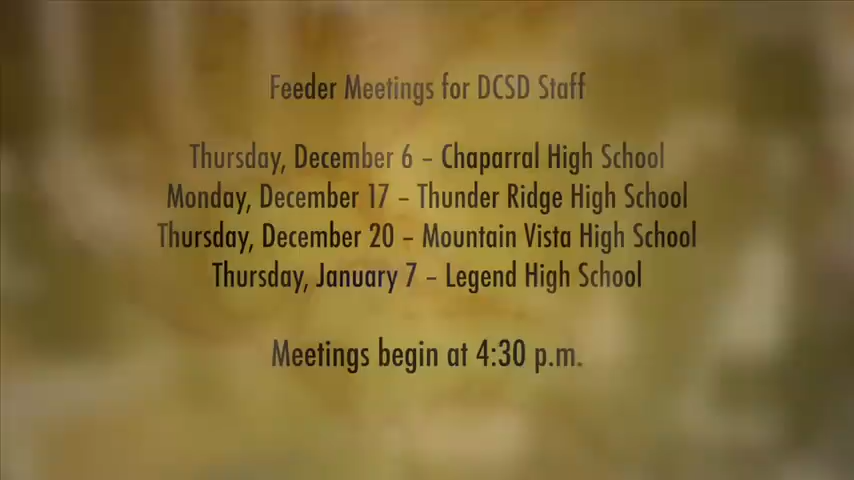 Feeder Meetings for DCSD Staff
Thursday, December 6 – Chaparral High School
Monday, December 17 – Thunder Ridge High School
Thursday, December 20 – Mountain Vista High School
Thursday, January 7 – Legend High School
Meetings begin at 4:30 p.m.